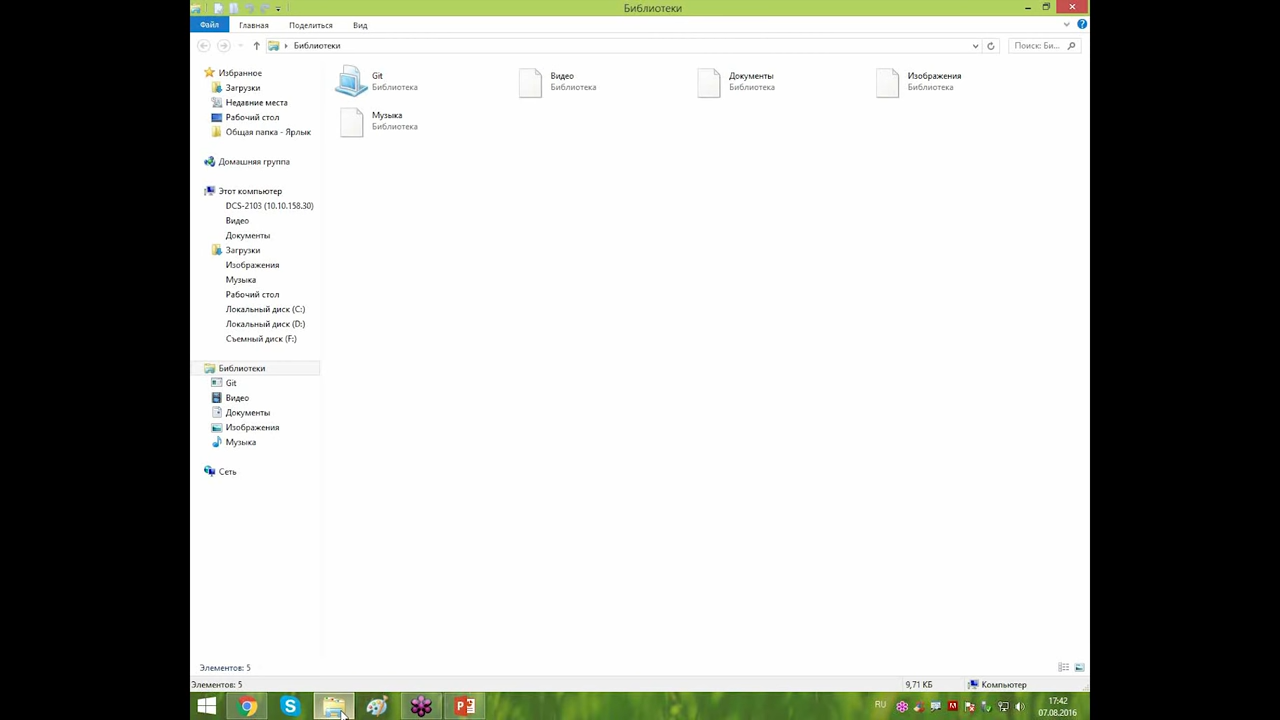 Библиотеки
Файл
Главная
Поделиться
Вид
Библиотеки
Поиск: Би...
Избранное
Загрузки
Недавние места
Рабочий стол
Общая папка - Ярлык
Домашняя группа
Этот компьютер
DCS-2103 (10.10.158.30)
Видео
Документы
Загрузки
Изображения
Музыка
Рабочий стол
Локальный диск (C:)
Локальный диск (D:)
Съемный диск (F:)
Библиотеки
Git
Видео
Документы
Изображения
Музыка
Сеть
Git
Библиотека
Видео
Библиотека
Документы
Библиотека
Изображения
Библиотека
Музыка
Библиотека
Элементов: 5
Элементов: 5
9,71 КБ
Компьютер
RU
17:42
07.08.2016